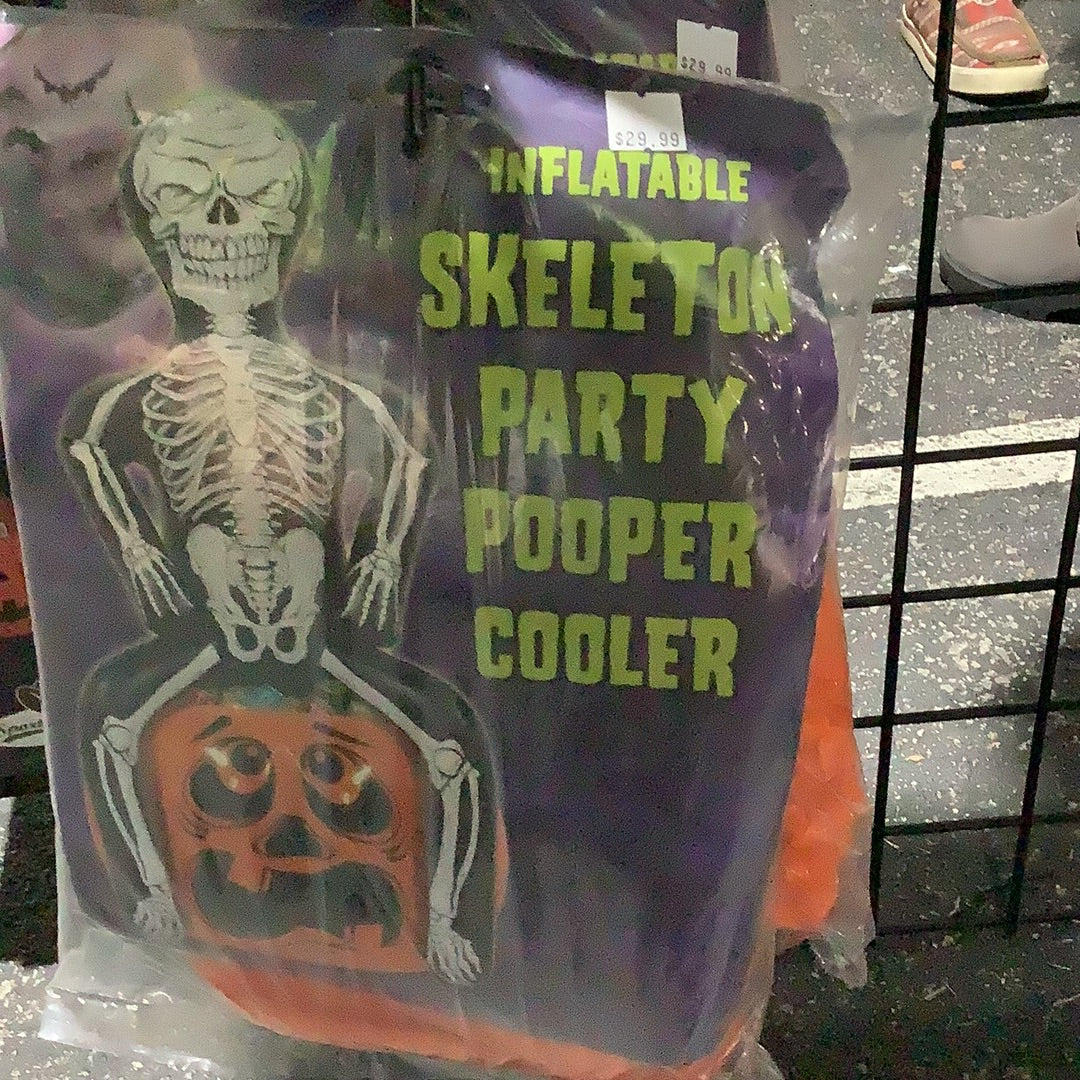 $29.99
$29.99
INFLATABLE
SKELETON
PARTY
POOPER
COOLER